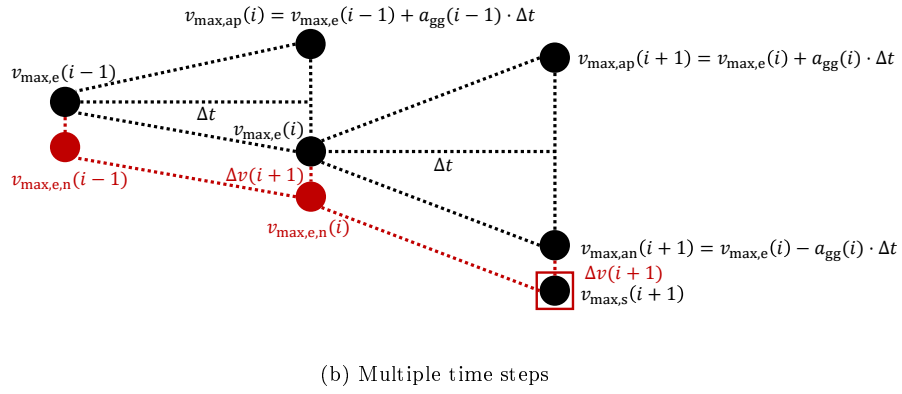 v_max,ap(i) = v_max,e(i−1) + a_gg(i−1) · Δt
v_max,e(i−1)
v_max,ap(i+1) = v_max,e(i) + a_gg(i) · Δt
Δt
v_max,e(i)
Δt
v_max,e,n(i−1)
Δv(i+1)
v_max,e,n(i)
v_max,an(i+1) = v_max,e(i) − a_gg(i) · Δt
Δv(i+1)
v_max,s(i+1)
(b) Multiple time steps